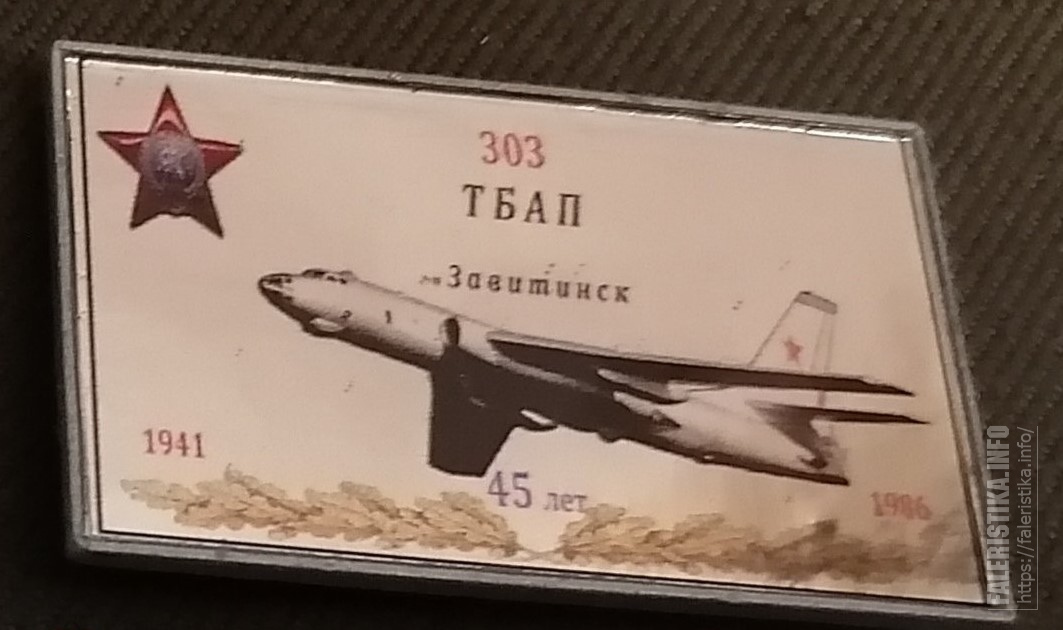 303
ТБАП
Завитинск
1941
45 лет
1986
FALERISTIKA.INFO
https://faleristika.info/